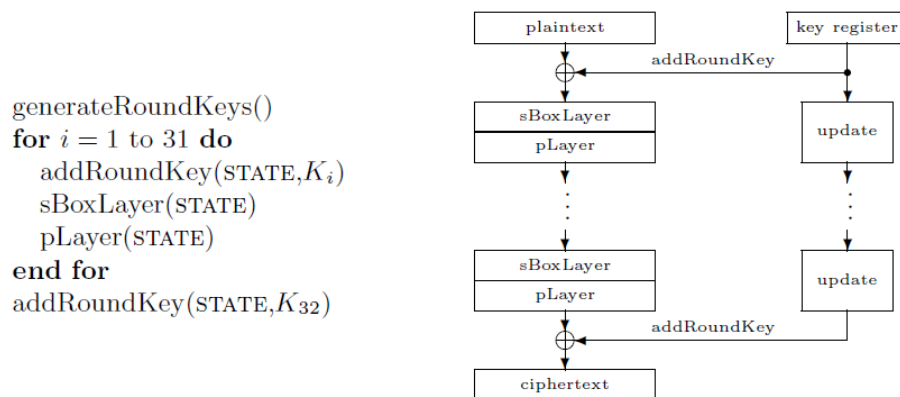 generateRoundKeys()
for i = 1 to 31 do
addRoundKey(STATE,K_i)
sBoxLayer(STATE)
pLayer(STATE)
end for
addRoundKey(STATE,K_32)
plaintext
key register
addRoundKey
sBoxLayer
pLayer
update
sBoxLayer
pLayer
update
addRoundKey
ciphertext